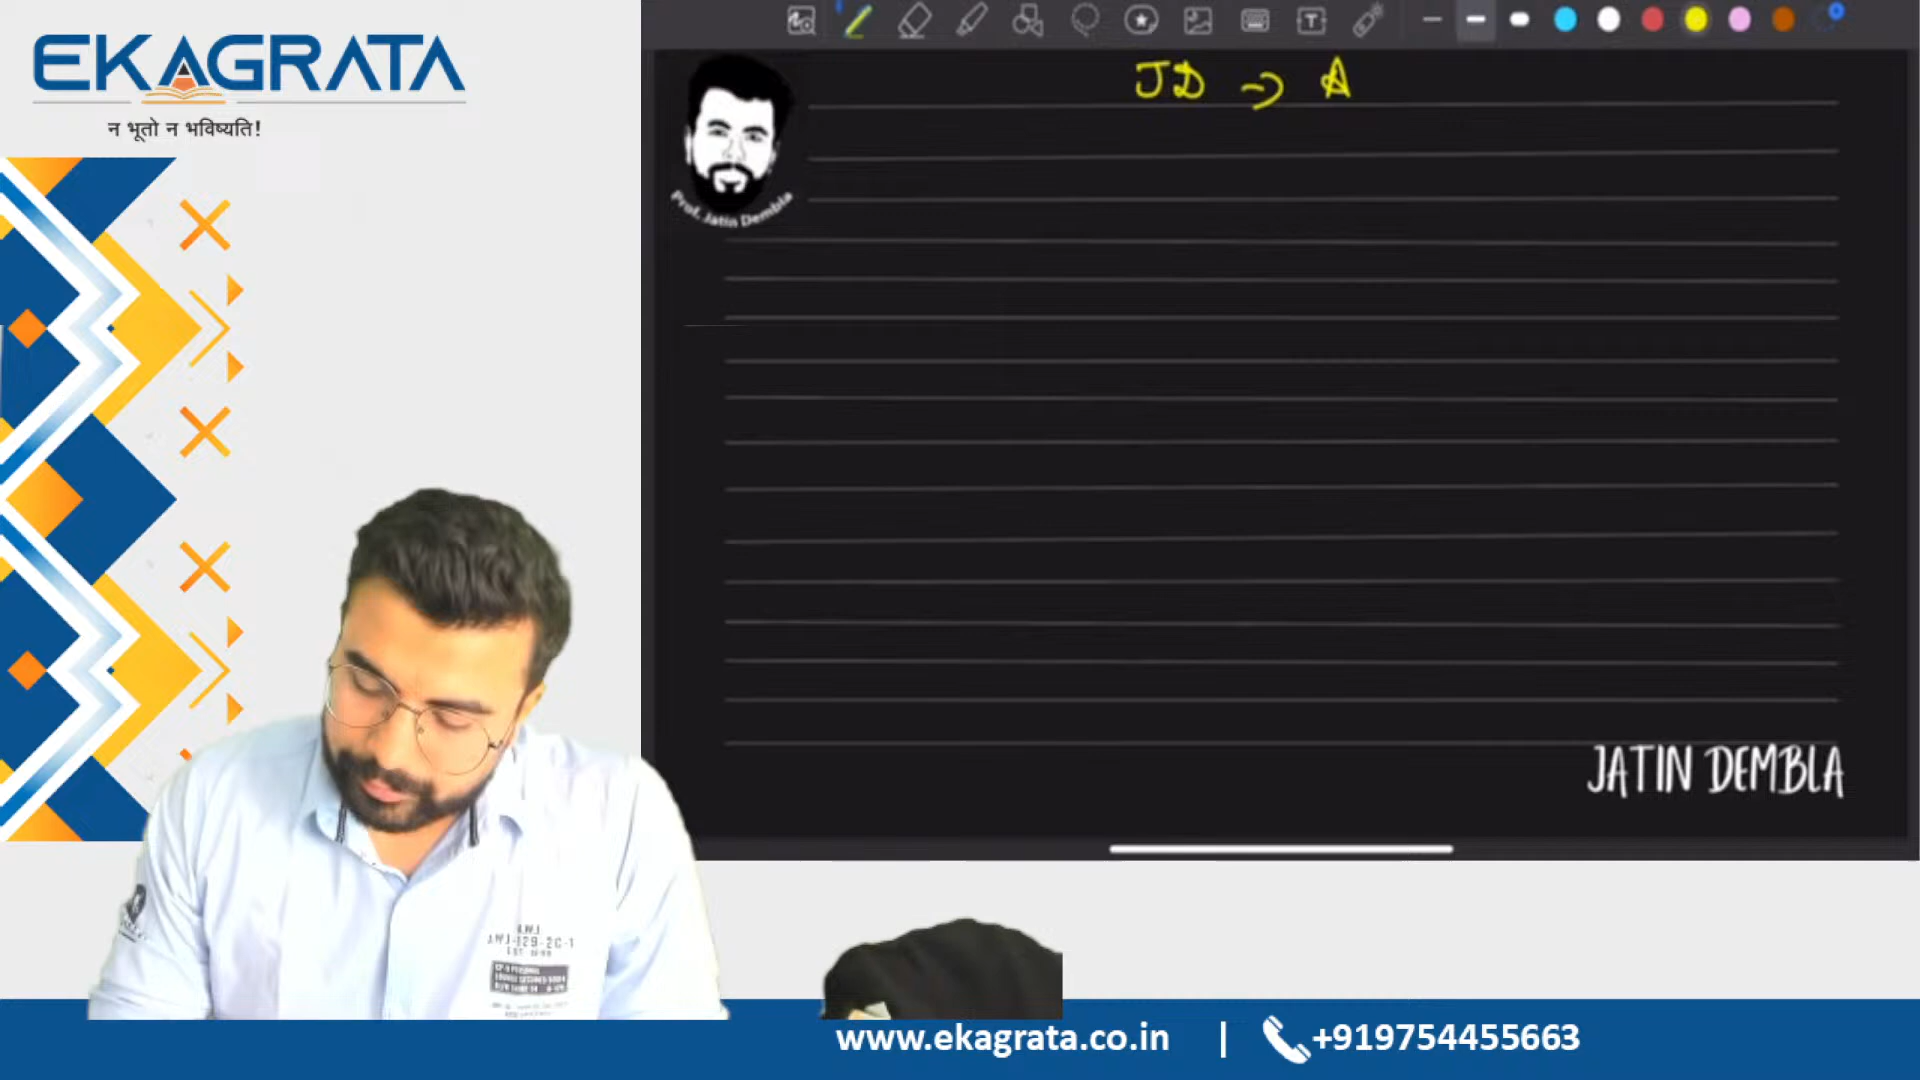 EKAGRATA
न भूतो न भविष्यति!
JD → A
Prof. Jatin Dembla
JATIN DEMBLA
www.ekagrata.co.in | +919754455663